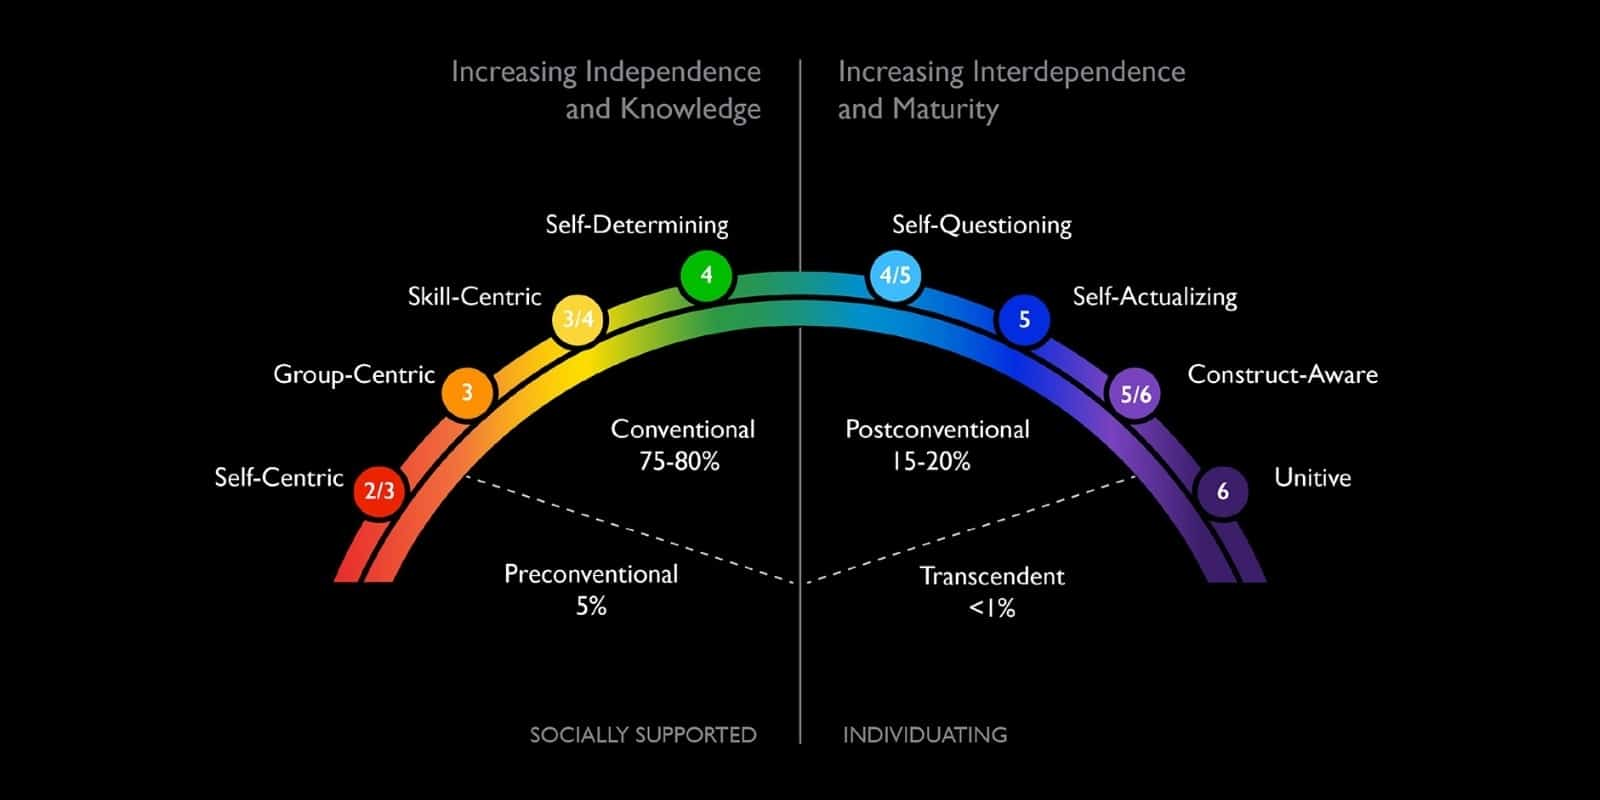 Increasing Independence
and Knowledge
Increasing Interdependence
and Maturity
Self-Determining
Self-Questioning
4
4/5
Skill-Centric
3/4
5
Self-Actualizing
Group-Centric
3
5/6
Construct-Aware
Conventional
75-80%
Postconventional
15-20%
Self-Centric
2/3
6
Unitive
Preconventional
5%
Transcendent
<1%
SOCIALLY SUPPORTED
INDIVIDUATING